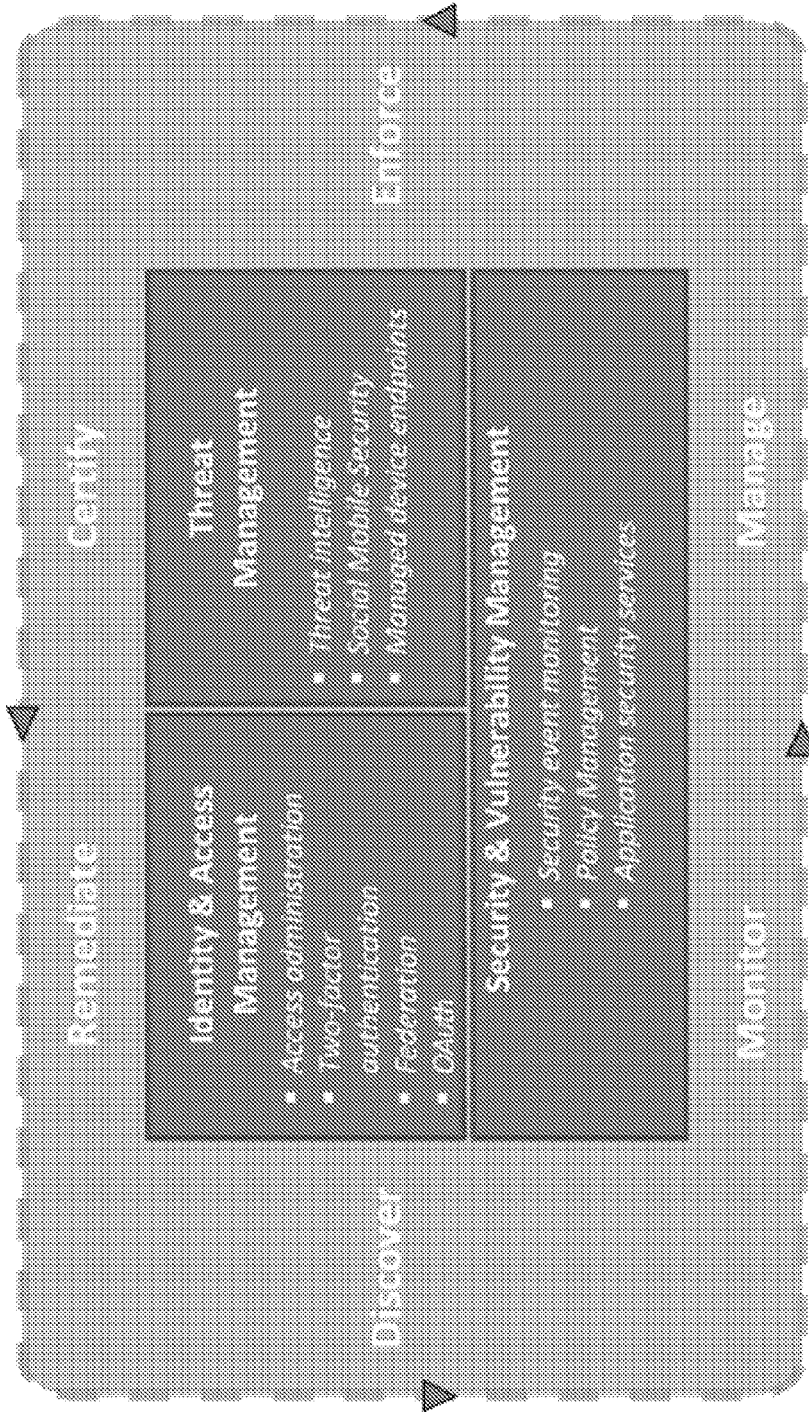 Remediate
Certify
Discover
Identity & Access
Management
▪ Access administration
▪ Two-factor
authentication
▪ Federation
▪ OAuth
Threat
Management
▪ Threat intelligence
▪ Social Mobile Security
▪ Managed device endpoints
Enforce
Security & Vulnerability Management
▪ Security event monitoring
▪ Policy Management
▪ Application security services
Monitor
Manage